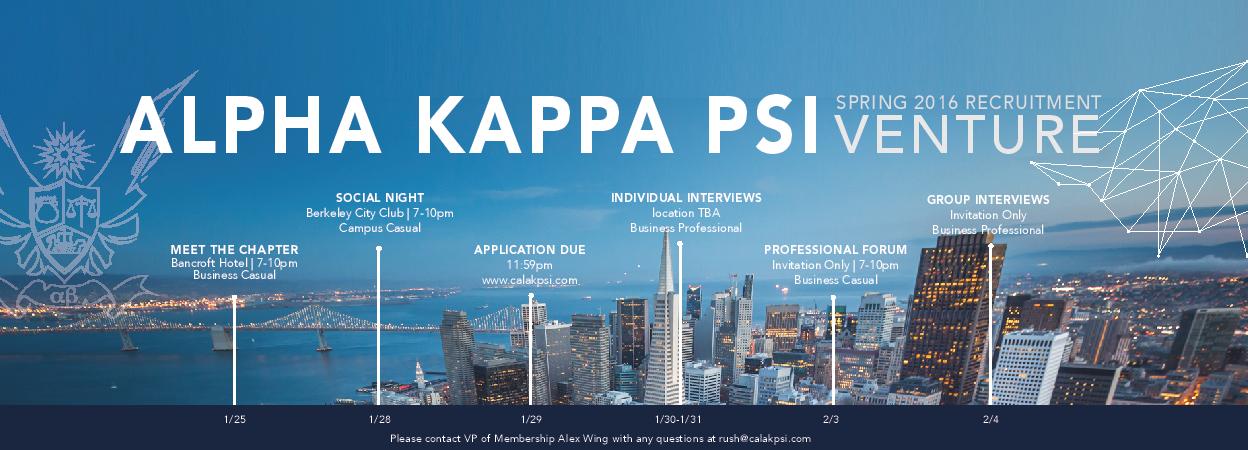 ALPHA KAPPA PSI
SPRING 2016 RECRUITMENT
VENTURE
MEET THE CHAPTER
Bancroft Hotel | 7-10pm
Business Casual
SOCIAL NIGHT
Berkeley City Club | 7-10pm
Campus Casual
APPLICATION DUE
11:59pm
www.calakpsi.com
INDIVIDUAL INTERVIEWS
location TBA
Business Professional
PROFESSIONAL FORUM
Invitation Only | 7-10pm
Business Casual
GROUP INTERVIEWS
Invitation Only
Business Professional
αβ
1/25
1/28
1/29
1/30-1/31
2/3
2/4
Please contact VP of Membership Alex Wing with any questions at rush@calakpsi.com